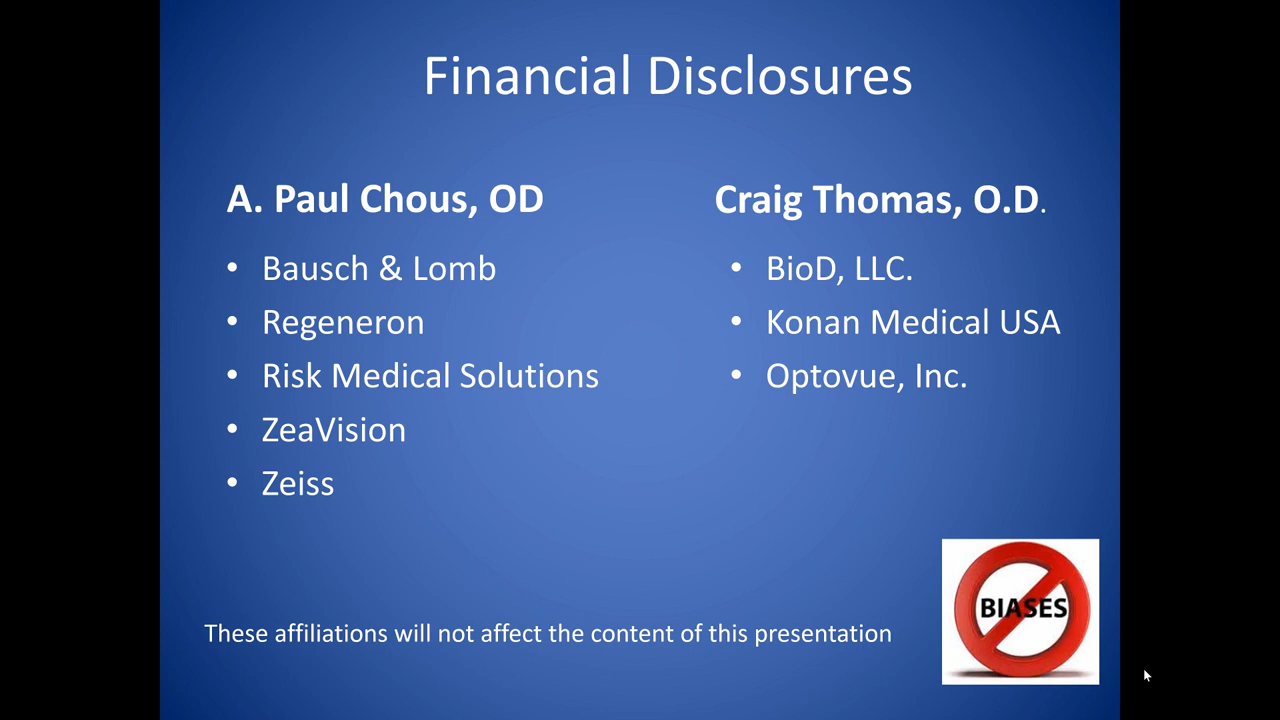 Financial Disclosures
A. Paul Chous, OD
• Bausch & Lomb
• Regeneron
• Risk Medical Solutions
• ZeaVision
• Zeiss
Craig Thomas, O.D.
• BioD, LLC.
• Konan Medical USA
• Optovue, Inc.
BIASES
These affiliations will not affect the content of this presentation